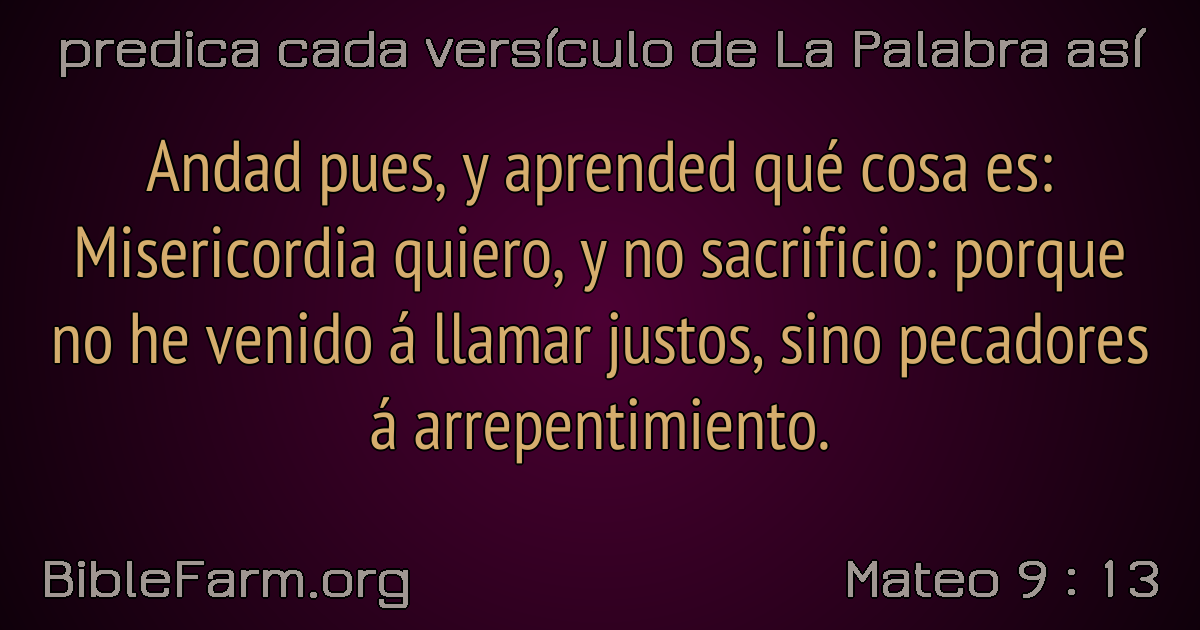 predica cada versículo de La Palabra así
Andad pues, y aprended qué cosa es:
Misericordia quiero, y no sacrificio: porque
no he venido á llamar justos, sino pecadores
á arrepentimiento.
BibleFarm.org
Mateo 9 : 13